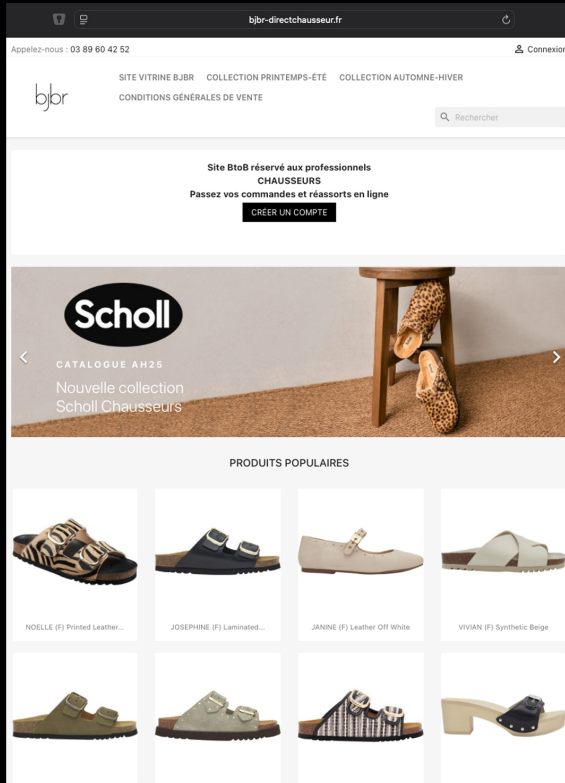 bjbr-directchausseur.fr
Appelez-nous : 03 89 60 42 52
Connexion
bjbr
SITE VITRINE BJBR COLLECTION PRINTEMPS-ÉTÉ COLLECTION AUTOMNE-HIVER
CONDITIONS GÉNÉRALES DE VENTE
Rechercher
Site BtoB réservé aux professionnels
CHAUSSEURS
Passez vos commandes et réassorts en ligne
CRÉER UN COMPTE
Scholl
CATALOGUE AH25
Nouvelle collection
Scholl Chausseurs
PRODUITS POPULAIRES
NOELLE (F) Printed Leather...
JOSEPHINE (F) Laminated...
JANINE (F) Leather Off White
VIVIAN (F) Synthetic Beige